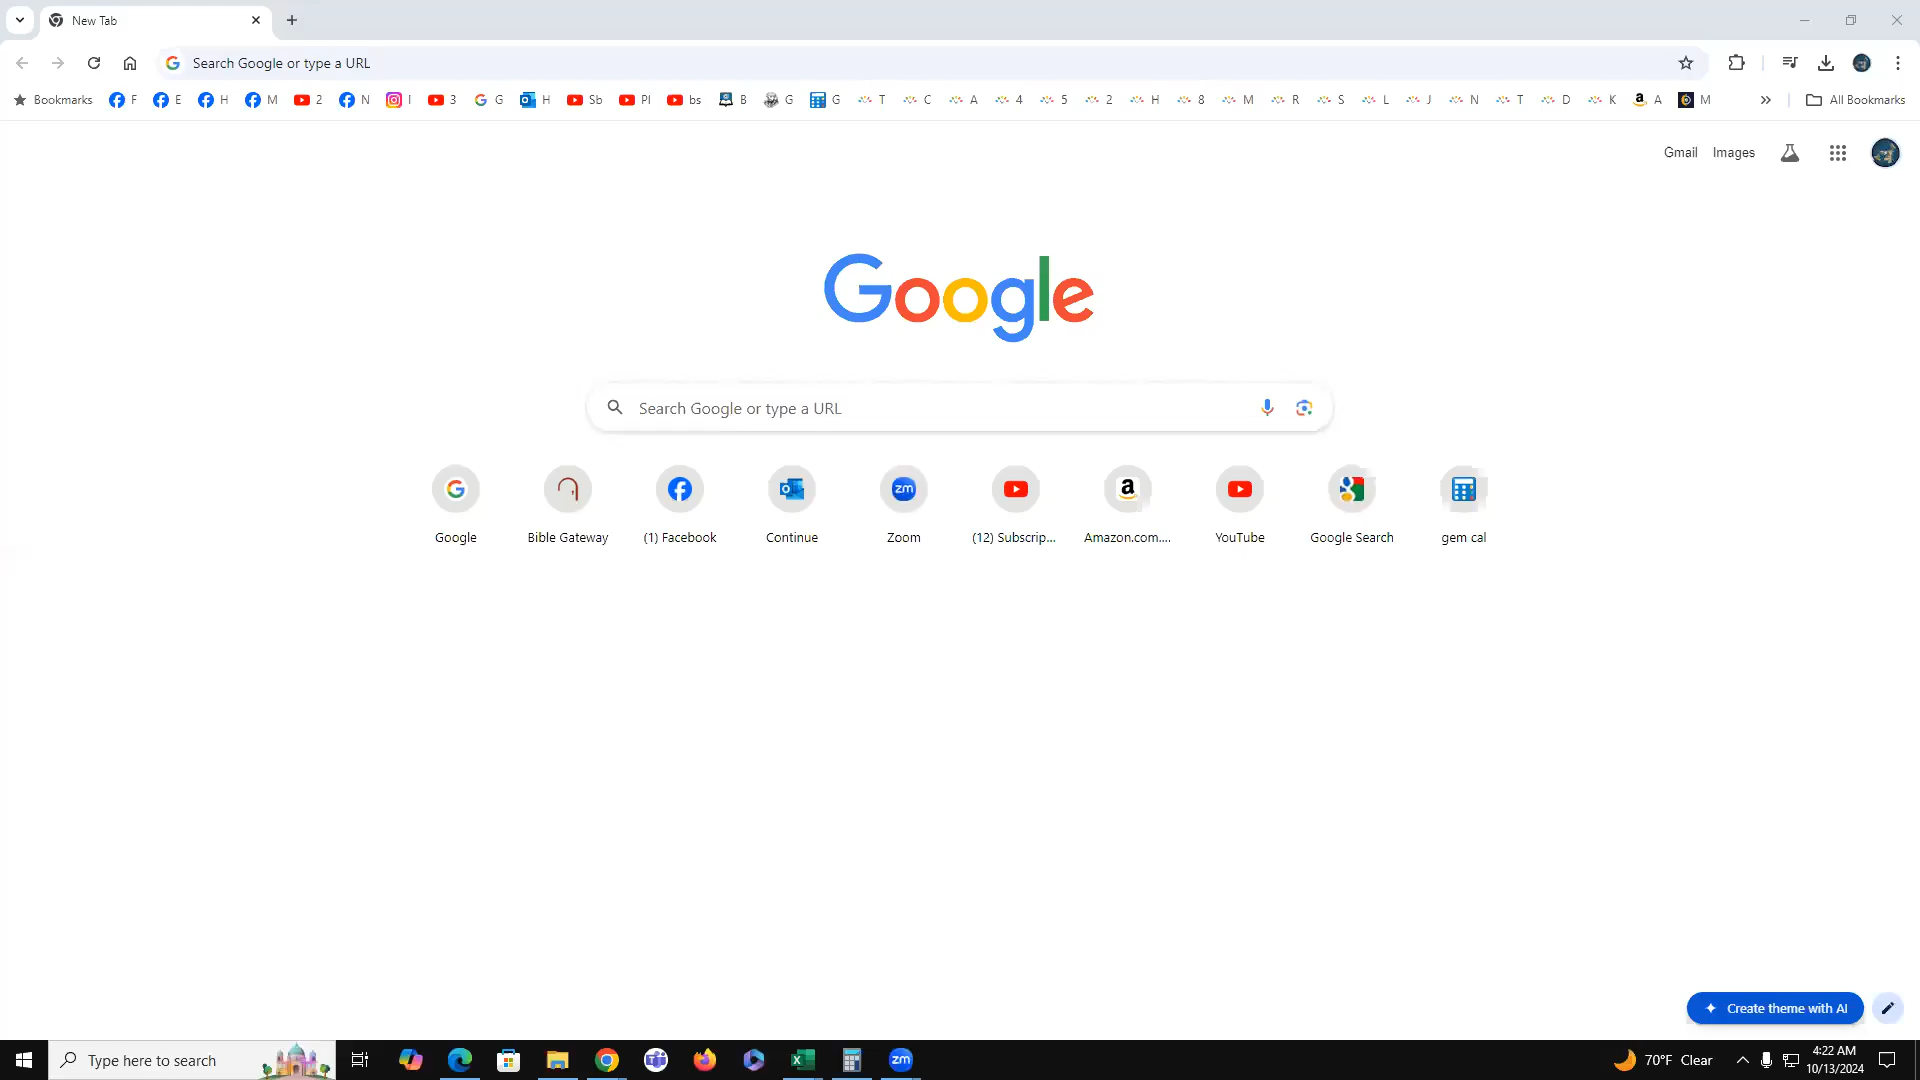 New Tab
Search Google or type a URL
Bookmarks F E H M 2 N I 3 G H Sb Pl bs B G G T C A 4 5 2 H 8 M R S L J N T D K A M All Bookmarks
Gmail Images
Google
Search Google or type a URL
zm a
Google Bible Gateway (1) Facebook Continue Zoom (12) Subscrip... Amazon.com.... YouTube Google Search gem cal
Create theme with AI
Type here to search zm 70°F Clear 4:22 AM
10/13/2024